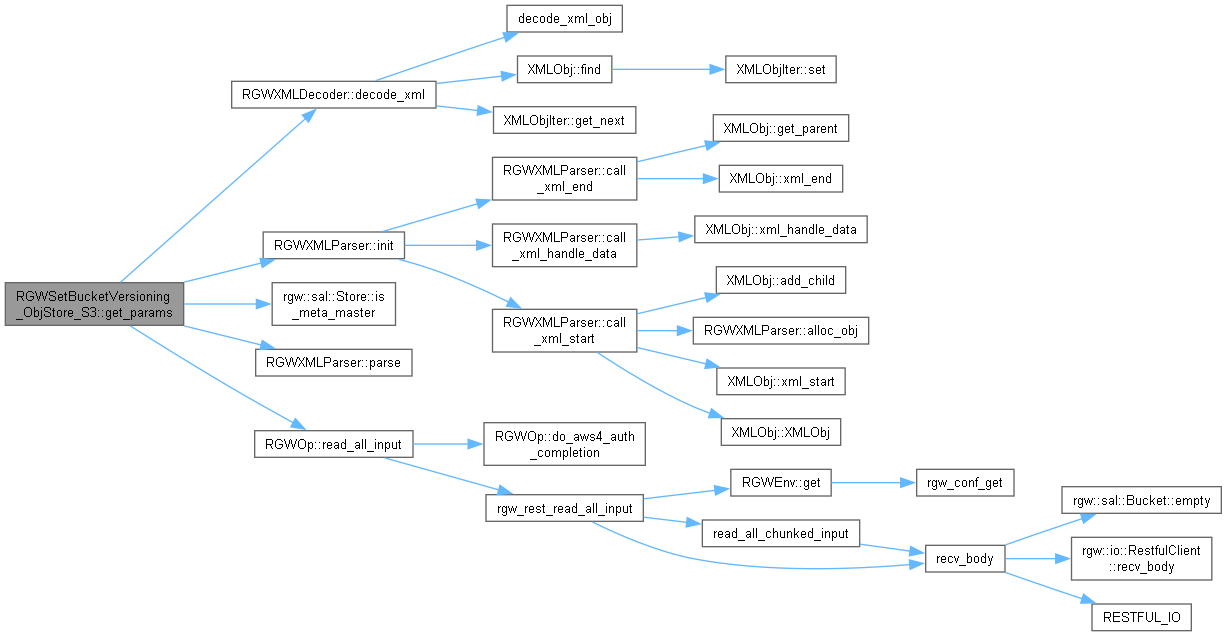 decode_xml_obj
XMLObj::find
XMLObjIter::set
RGWXMLDecoder::decode_xml
XMLObjIter::get_next
XMLObj::get_parent
RGWXMLParser::call
_xml_end
XMLObj::xml_end
RGWXMLParser::init
RGWXMLParser::call
_xml_handle_data
XMLObj::xml_handle_data
RGWSetBucketVersioning
_ObjStore_S3::get_params
rgw::sal::Store::is
_meta_master
RGWXMLParser::call
_xml_start
XMLObj::add_child
RGWXMLParser::alloc_obj
RGWXMLParser::parse
XMLObj::xml_start
XMLObj::XMLObj
RGWOp::read_all_input
RGWOp::do_aws4_auth
_completion
rgw_rest_read_all_input
RGWEnv::get
rgw_conf_get
read_all_chunked_input
recv_body
rgw::sal::Bucket::empty
rgw::io::RestfulClient
::recv_body
RESTFUL_IO